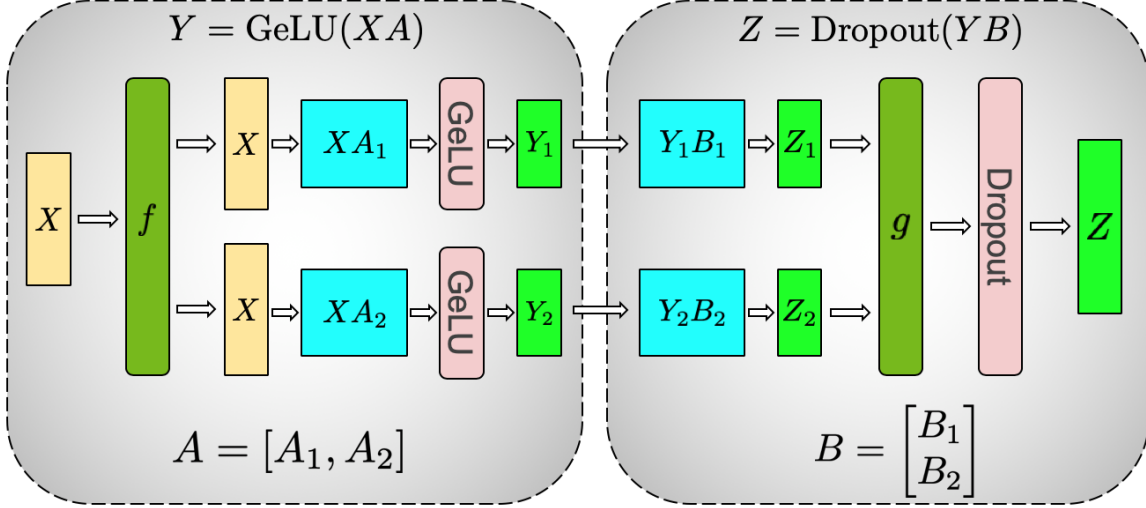 Y = GeLU(XA)
X
f
X
XA₁
GeLU
Y₁
X
XA₂
GeLU
Y₂
A = [A₁, A₂]
Z = Dropout(YB)
Y₁B₁
Z₁
Y₂B₂
Z₂
g
Dropout
Z
B = [B₁
B₂]